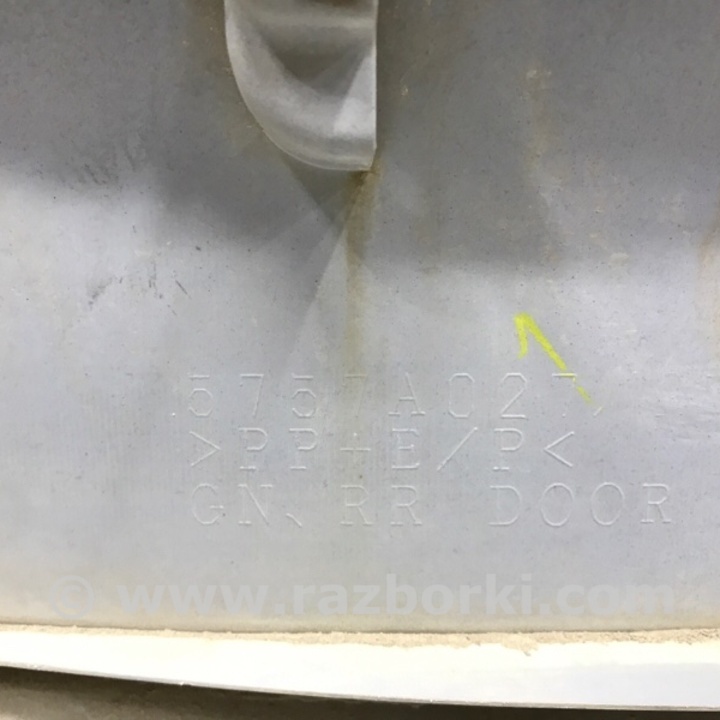 5757A027
>PP+E/P<
GN, RR DOOR
© www.razborki.com